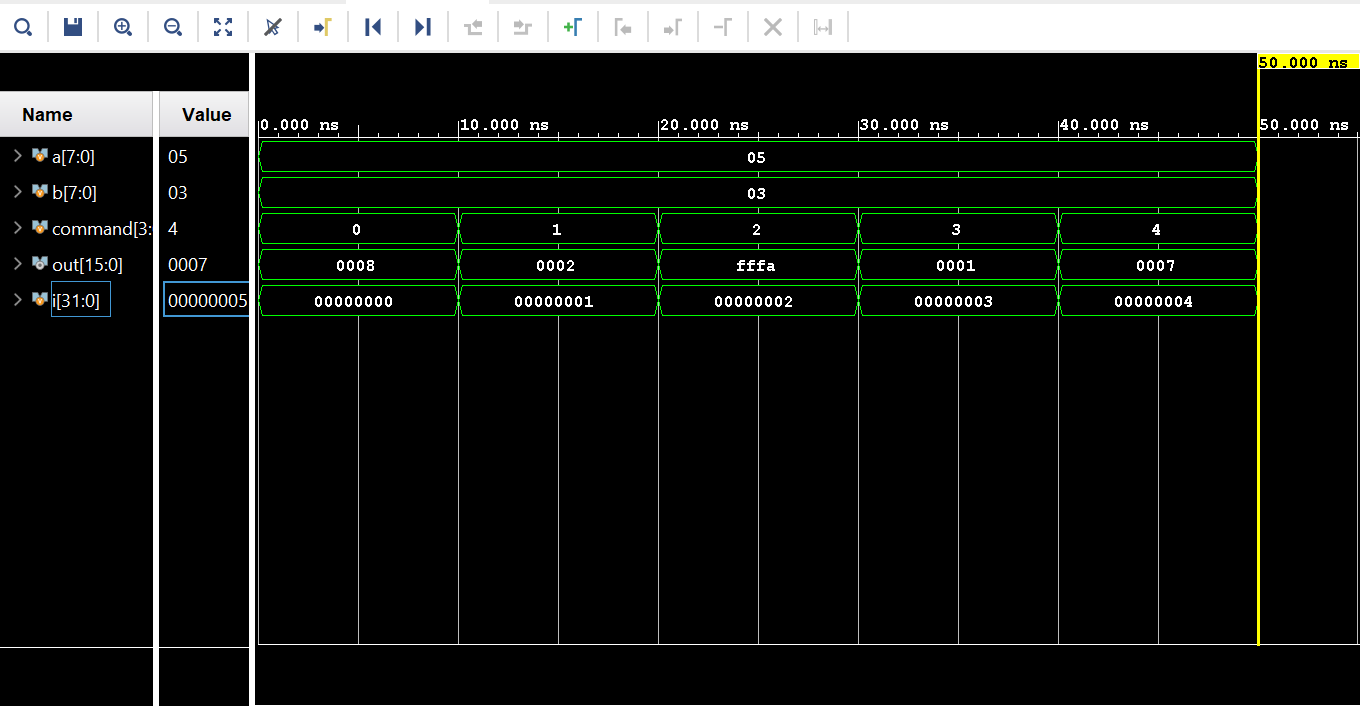 50.000 ns
Name Value
0.000 ns 10.000 ns 20.000 ns 30.000 ns 40.000 ns 50.000 ns
a[7:0] 05 05
b[7:0] 03 03
command[3: 4 0 1 2 3 4
out[15:0] 0007 0008 0002 fffa 0001 0007
i[31:0] 00000005 00000000 00000001 00000002 00000003 00000004